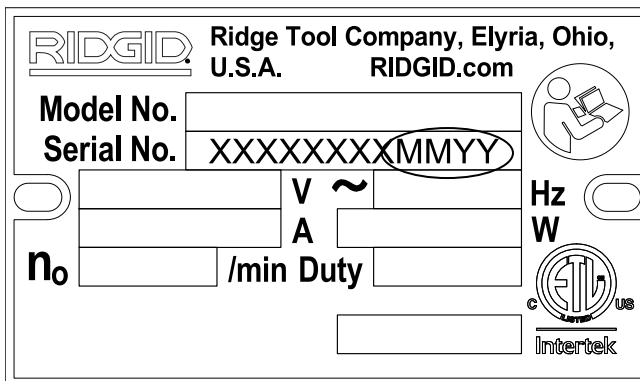 RIDGID® Ridge Tool Company, Elyria, Ohio,
U.S.A. RIDGID.com
Model No.
Serial No. XXXXXXXXMMYY
V ~ Hz
A W
n₀ /min Duty
C ETL US
LISTED
Intertek